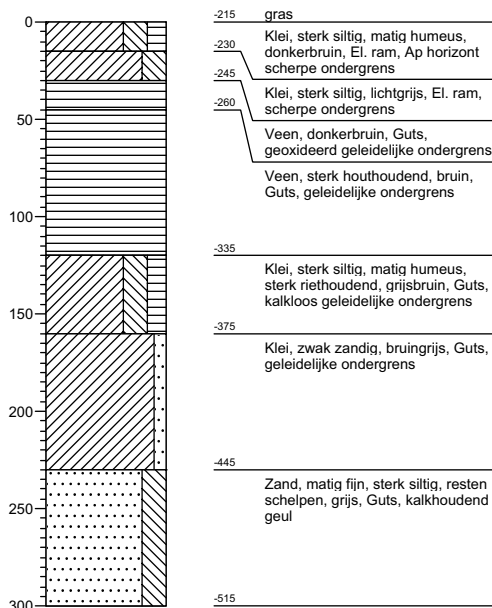 0
50
100
150
200
250
300
-215
gras
Klei, sterk siltig, matig humeus,
donkerbruin, El. ram, Ap horizont
scherpe ondergrens
-230
Klei, sterk siltig, lichtgrijs, El. ram,
scherpe ondergrens
-245
Veen, donkerbruin, Guts,
geoxideerd geleidelijke ondergrens
-260
Veen, sterk houthoudend, bruin,
Guts, geleidelijke ondergrens
-335
Klei, sterk siltig, matig humeus,
sterk riethoudend, grijsbruin, Guts,
kalkloos geleidelijke ondergrens
-375
Klei, zwak zandig, bruingrijs, Guts,
geleidelijke ondergrens
-445
Zand, matig fijn, sterk siltig, resten
schelpen, grijs, Guts, kalkhoudend
geul
-515